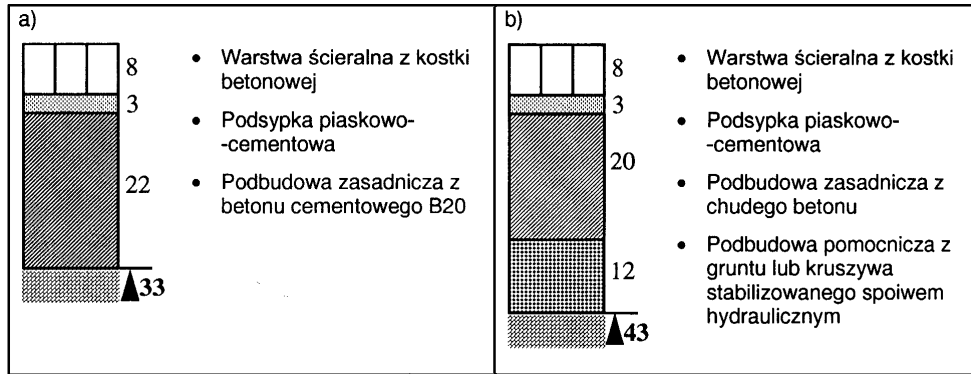 a)
8
3
22
33
• Warstwa ścieralna z kostki
betonowej
• Podsypka piaskowo-
-cementowa
• Podbudowa zasadnicza z
betonu cementowego B20
b)
8
3
20
12
43
• Warstwa ścieralna z kostki
betonowej
• Podsypka piaskowo-
-cementowa
• Podbudowa zasadnicza z
chudego betonu
• Podbudowa pomocnicza z
gruntu lub kruszywa
stabilizowanego spoiwem
hydraulicznym